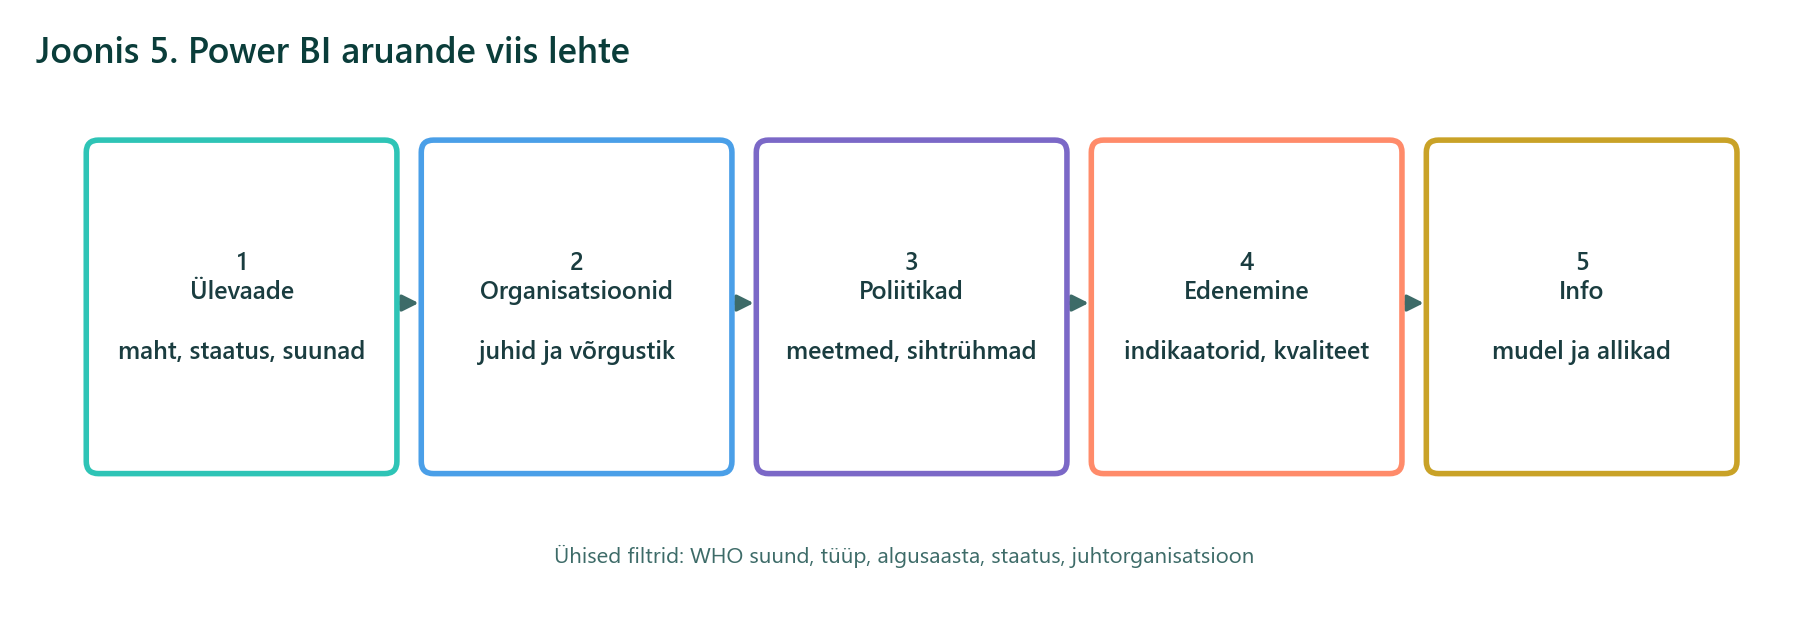 Joonis 5. Power BI aruande viis lehte
1
Ülevaade
maht, staatus, suunad
2
Organisatsioonid
juhid ja võrgustik
3
Poliitikad
meetmed, sihtrühmad
4
Edenemine
indikaatorid, kvaliteet
5
Info
mudel ja allikad
Ühised filtrid: WHO suund, tüüp, algusaasta, staatus, juhtorganisatsioon